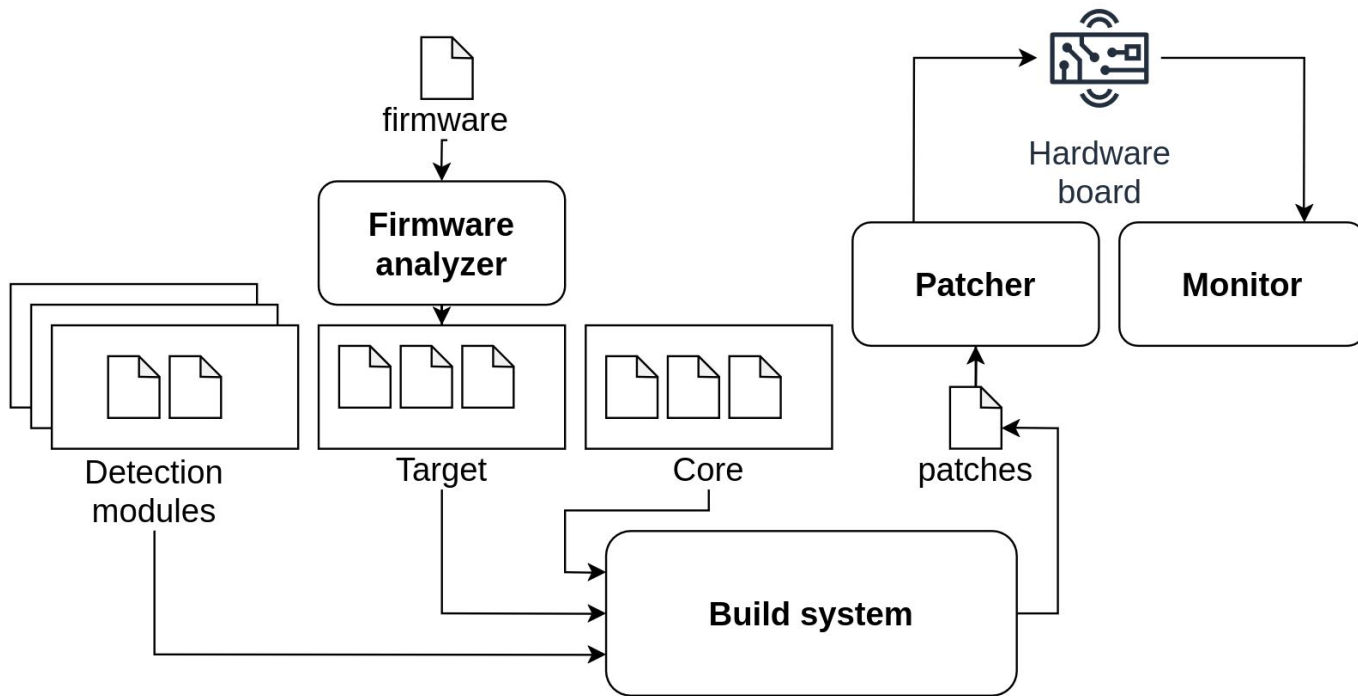 firmware
Firmware
analyzer
Hardware
board
Patcher
Monitor
Detection
modules
Target
Core
patches
Build system